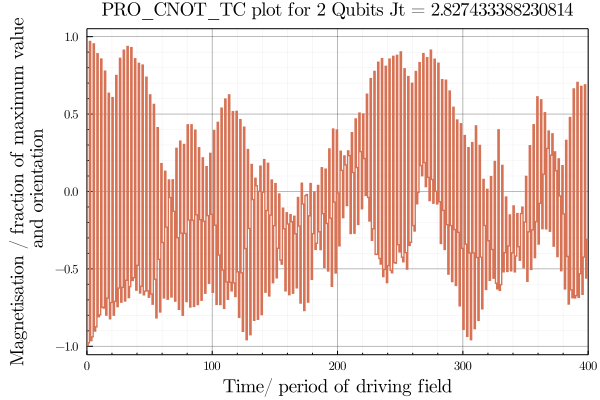 PRO_CNOT_TC plot for 2 Qubits Jt = 2.827433388230814
Magnetisation / fraction of maximum value
and orientation
1.0
0.5
0.0
−0.5
−1.0
0 100 200 300 400
Time/ period of driving field